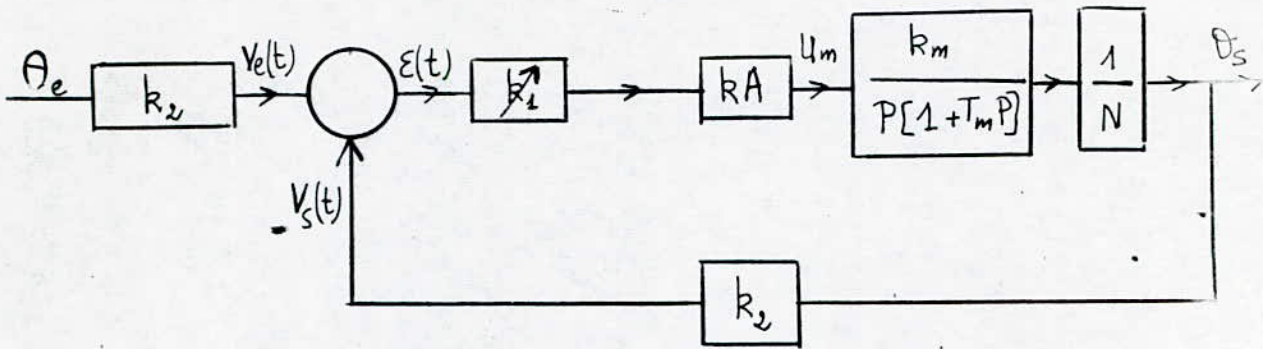 θe
k2
Ve(t)
ε(t)
k1
kA
Um
km
P[1+TmP]
1
N
θs
Vs(t)
k2